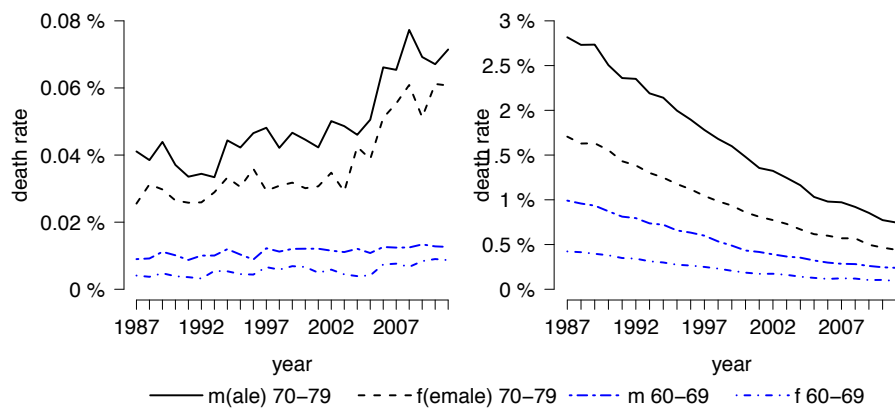 0.08 %
0.06 %
0.04 %
0.02 %
0 %
death rate
1987 1992 1997 2002 2007
year
3 %
2.5 %
2 %
.5 %
1 %
0.5 %
0 %
death rate
1987 1992 1997 2002 2007
year
m(ale) 70−79 f(emale) 70−79 m 60−69 f 60−69